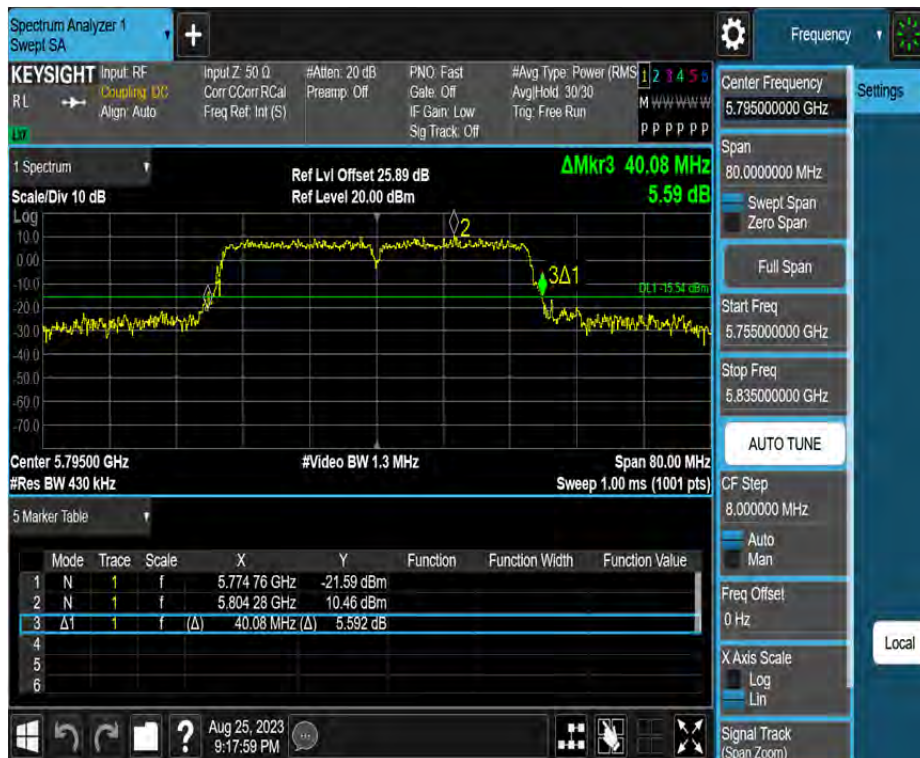 Spectrum Analyzer 1
Swept SA
+
Frequency
KEYSIGHT
RL
LXI
Input: RF
Coupling: DC
Align: Auto
Input Z: 50 Ω
Corr CCorr RCal
Freq Ref: Int (S)
#Atten: 20 dB
Preamp: Off
PNO: Fast
Gate: Off
IF Gain: Low
Sig Track: Off
#Avg Type: Power (RMS
Avg|Hold: 30/30
Trig: Free Run
1 2 3 4 5 6
M W W W W W
P P P P P P
1 Spectrum
Scale/Div 10 dB
Ref Lvl Offset 25.89 dB
Ref Level 20.00 dBm
ΔMkr3 40.08 MHz
5.59 dB
Log
10.0
0.00
-10.0
-20.0
-30.0
-40.0
-50.0
-60.0
-70.0
2
3Δ1
DL1 -15.54 dBm
Center 5.79500 GHz
#Res BW 430 kHz
#Video BW 1.3 MHz
Span 80.00 MHz
Sweep 1.00 ms (1001 pts)
5 Marker Table
Mode Trace Scale X Y Function Function Width Function Value
1 N 1 f 5.774 76 GHz -21.59 dBm
2 N 1 f 5.804 28 GHz 10.46 dBm
3 Δ1 1 f (Δ) 40.08 MHz (Δ) 5.592 dB
4
5
6
?
Aug 25, 2023
9:17:59 PM
Center Frequency
5.795000000 GHz
Span
80.0000000 MHz
Swept Span
Zero Span
Full Span
Start Freq
5.755000000 GHz
Stop Freq
5.835000000 GHz
AUTO TUNE
CF Step
8.000000 MHz
Auto
Man
Freq Offset
0 Hz
X Axis Scale
Log
Lin
Signal Track
(Span Zoom)
Settings
Local